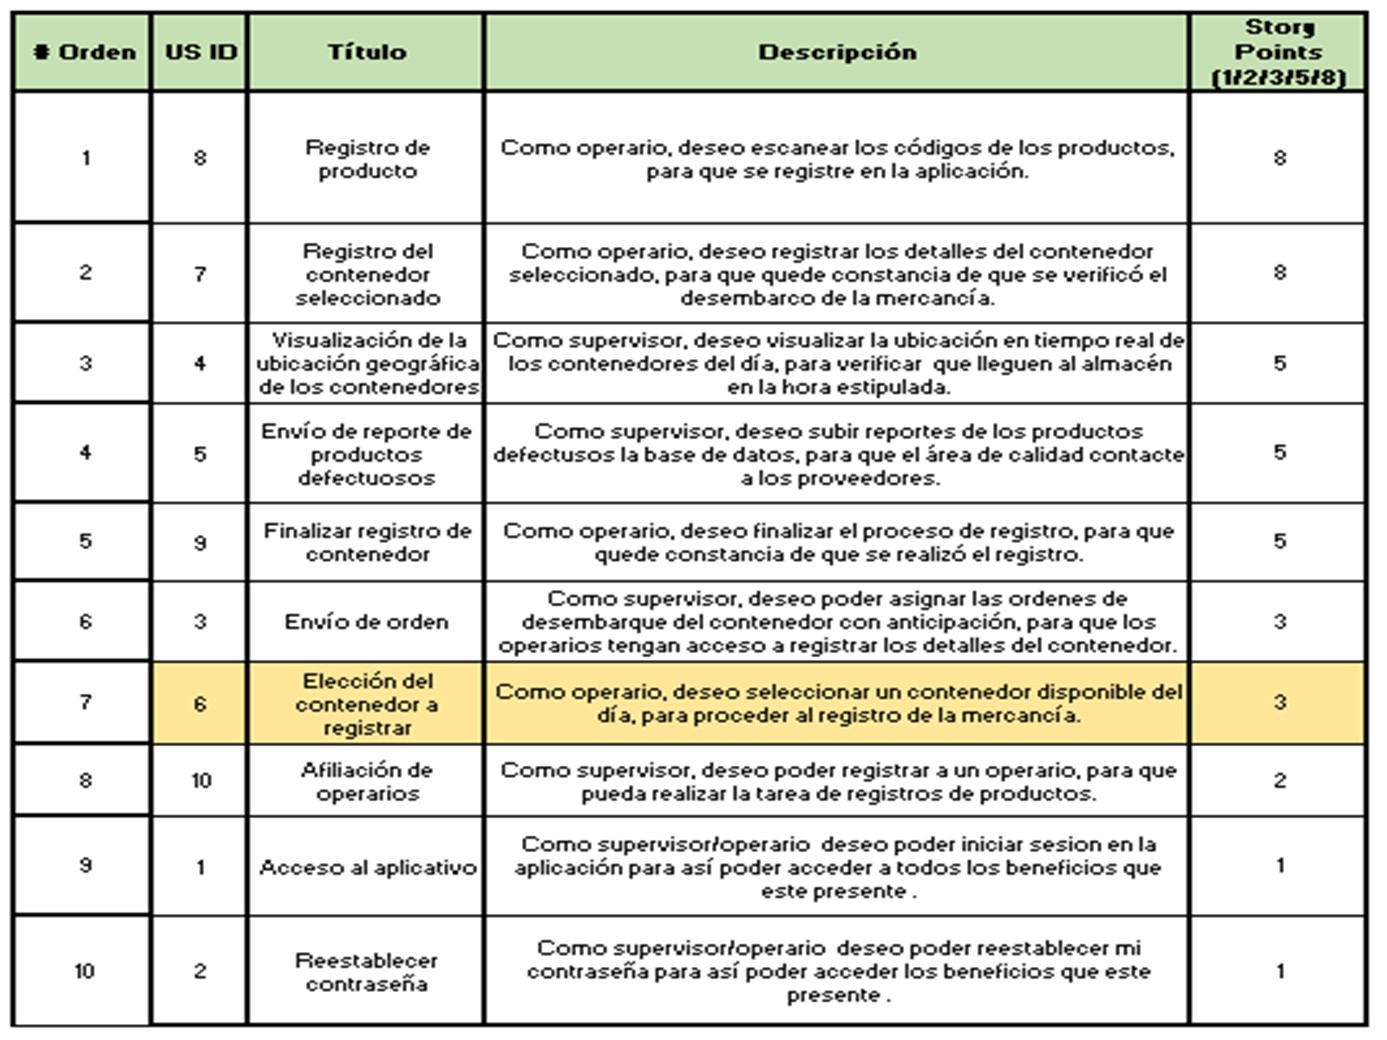 # Orden US ID Título Descripción Story Points (1/2/3/5/8)
1 8 Registro de producto Como operario, deseo escanear los códigos de los productos, para que se registre en la aplicación. 8
2 7 Registro del contenedor seleccionado Como operario, deseo registrar los detalles del contenedor seleccionado, para que quede constancia de que se verificó el desembarco de la mercancía. 8
3 4 Visualización de la ubicación geográfica de los contenedores Como supervisor, deseo visualizar la ubicación en tiempo real de los contenedores del día, para verificar que lleguen al almacén en la hora estipulada. 5
4 5 Envío de reporte de productos defectuosos Como supervisor, deseo subir reportes de los productos defectusos la base de datos, para que el área de calidad contacte a los proveedores. 5
5 9 Finalizar registro de contenedor Como operario, deseo finalizar el proceso de registro, para que quede constancia de que se realizó el registro. 5
6 3 Envío de orden Como supervisor, deseo poder asignar las ordenes de desembarque del contenedor con anticipación, para que los operarios tengan acceso a registrar los detalles del contenedor. 3
7 6 Elección del contenedor a registrar Como operario, deseo seleccionar un contenedor disponible del día, para proceder al registro de la mercancía. 3
8 10 Afiliación de operarios Como supervisor, deseo poder registrar a un operario, para que pueda realizar la tarea de registros de productos. 2
9 1 Acceso al aplicativo Como supervisor/operario deseo poder iniciar sesion en la aplicación para así poder acceder a todos los beneficios que este presente . 1
10 2 Reestablecer contraseña Como supervisor/operario deseo poder reestablecer mi contraseña para así poder acceder los beneficios que este presente . 1